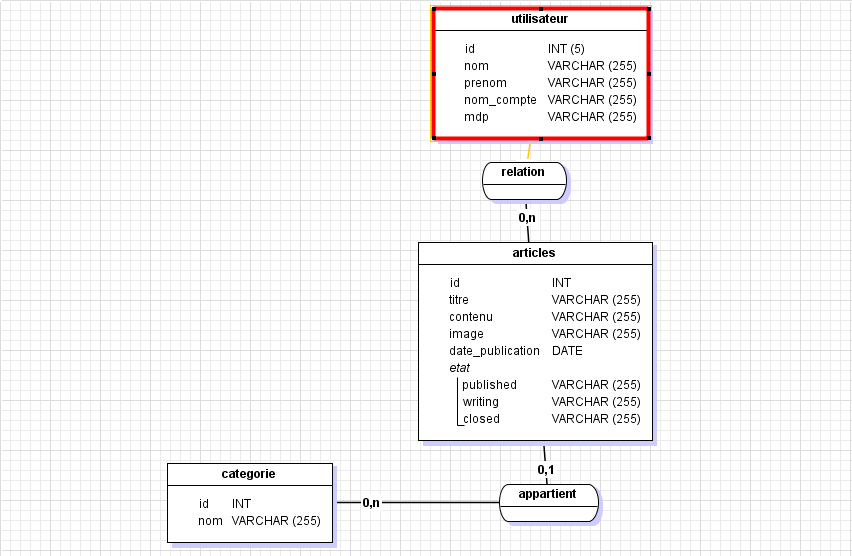 utilisateur
id INT (5)
nom VARCHAR (255)
prenom VARCHAR (255)
nom_compte VARCHAR (255)
mdp VARCHAR (255)
relation
0,n
articles
id INT
titre VARCHAR (255)
contenu VARCHAR (255)
image VARCHAR (255)
date_publication DATE
etat
published VARCHAR (255)
writing VARCHAR (255)
closed VARCHAR (255)
0,1
appartient
0,n
categorie
id INT
nom VARCHAR (255)